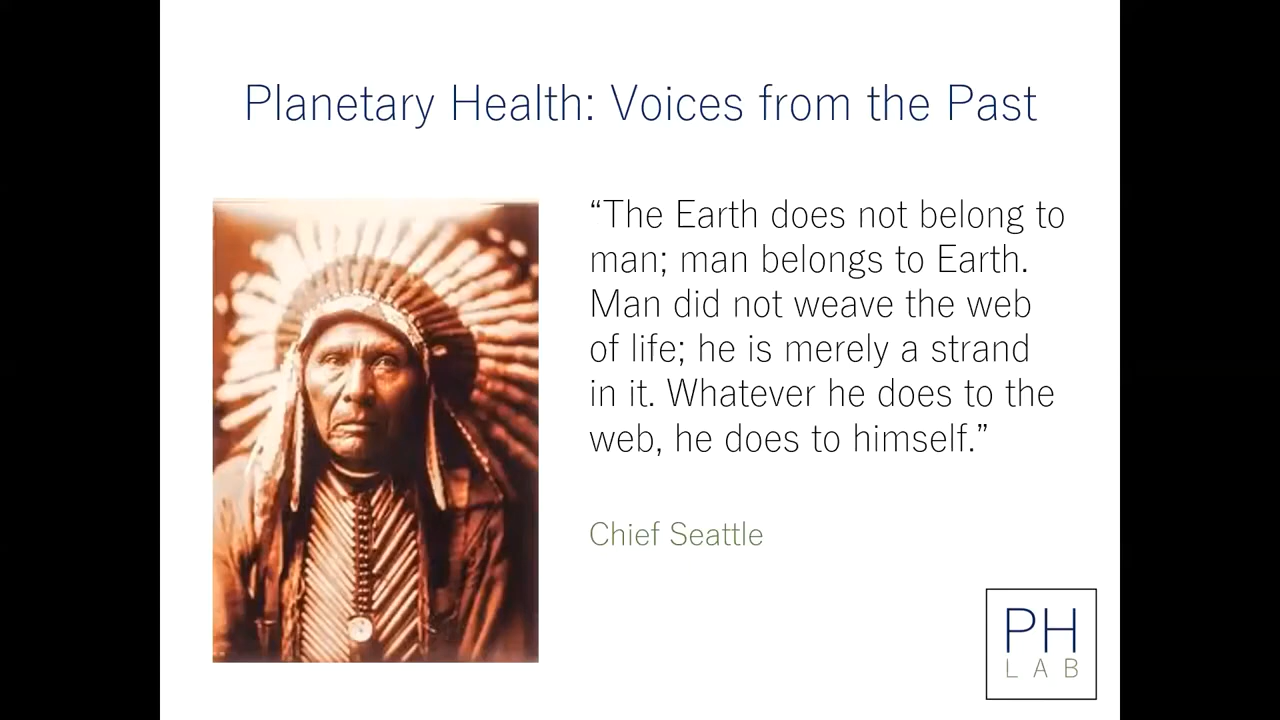 Planetary Health: Voices from the Past
“The Earth does not belong to
man; man belongs to Earth.
Man did not weave the web
of life; he is merely a strand
in it. Whatever he does to the
web, he does to himself.”
Chief Seattle
PH
LAB